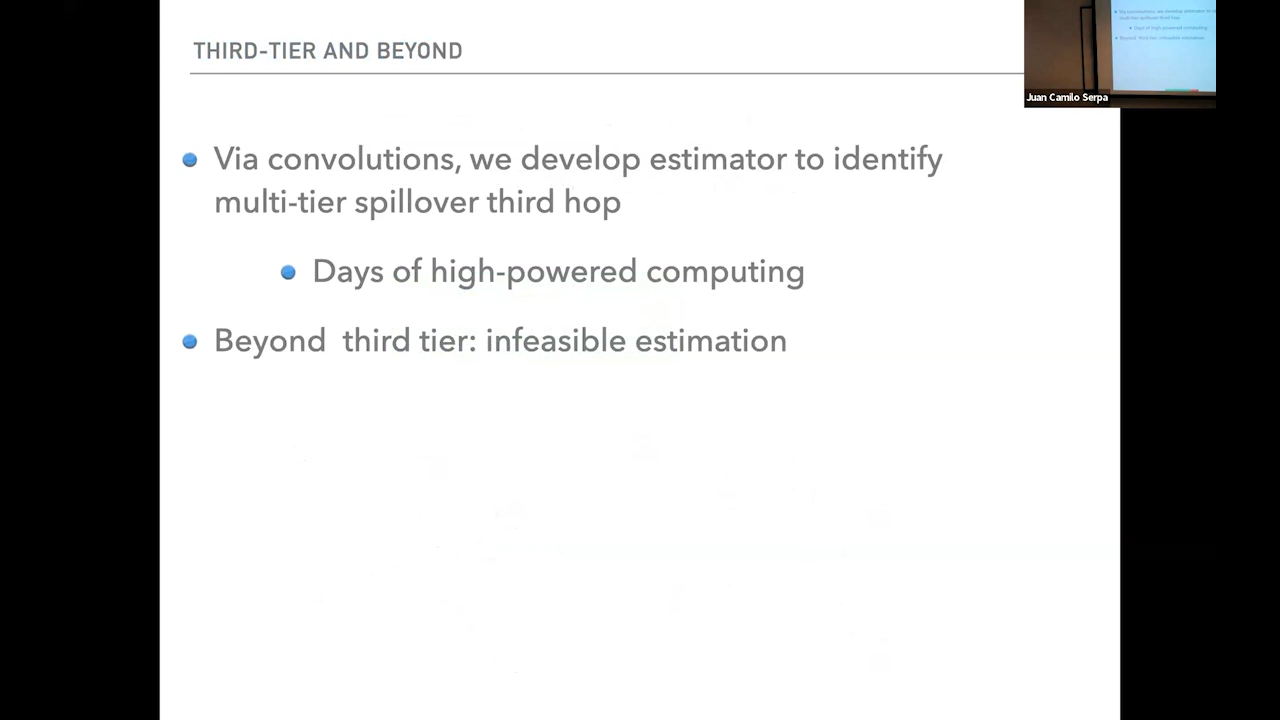 THIRD-TIER AND BEYOND
Via convolutions, we develop estimator to identify
multi-tier spillover third hop
Days of high-powered computing
Beyond third tier: infeasible estimation
Juan Camilo Serpa